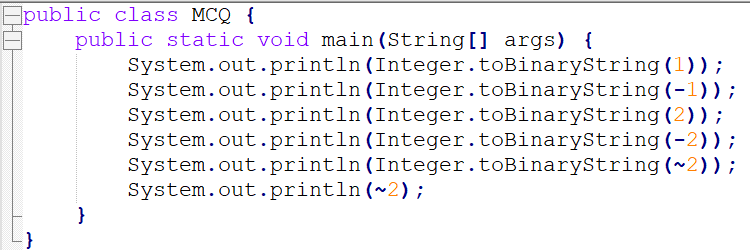 public class MCQ {
    public static void main(String[] args) {
        System.out.println(Integer.toBinaryString(1));
        System.out.println(Integer.toBinaryString(-1));
        System.out.println(Integer.toBinaryString(2));
        System.out.println(Integer.toBinaryString(-2));
        System.out.println(Integer.toBinaryString(~2));
        System.out.println(~2);
    }
}